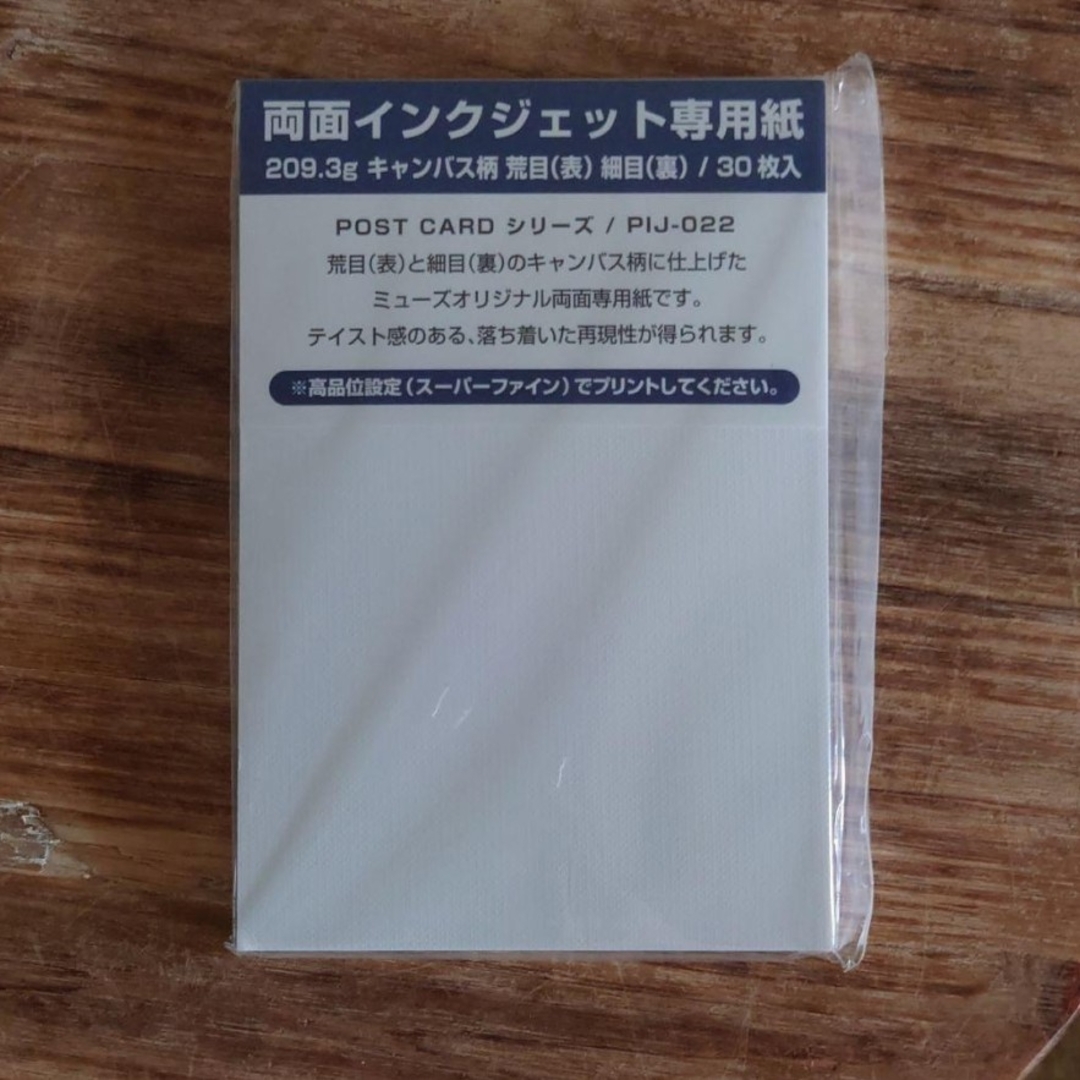 両面インクジェット専用紙
209.3g キャンバス柄 荒目(表) 細目(裏) / 30枚入
POST CARD シリーズ / PIJ-022
荒目(表)と細目(裏)のキャンバス柄に仕上げた
ミューズオリジナル両面専用紙です。
テイスト感のある、落ち着いた再現性が得られます。
※高品位設定(スーパーファイン)でプリントしてください。